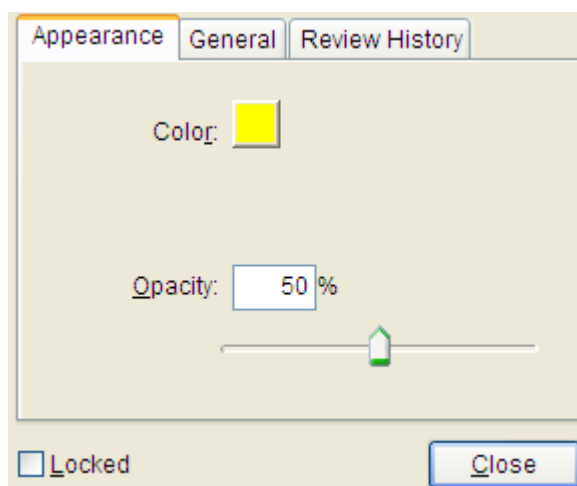 Appearance General Review History
Color:
Opacity: 50 %
Locked Close